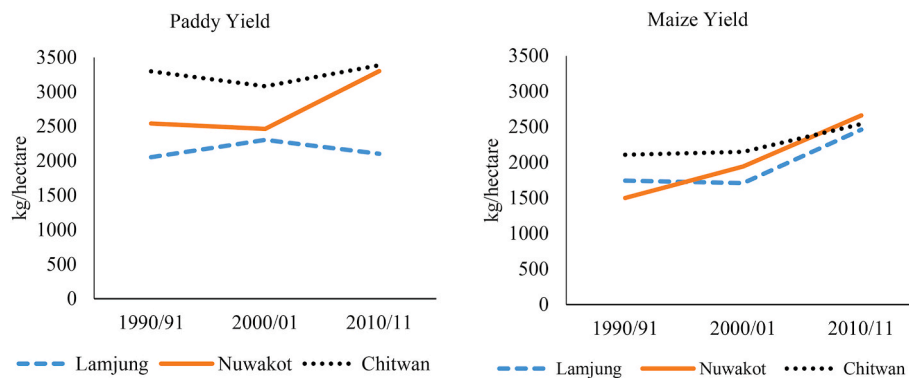 Paddy Yield
3500
3000
2500
2000
1500
1000
500
0
kg/hectare
1990/91 2000/01 2010/11
Lamjung Nuwakot Chitwan
Maize Yield
3500
3000
2500
2000
1500
1000
500
0
kg/hectare
1990/91 2000/01 2010/11
Lamjung Nuwakot Chitwan